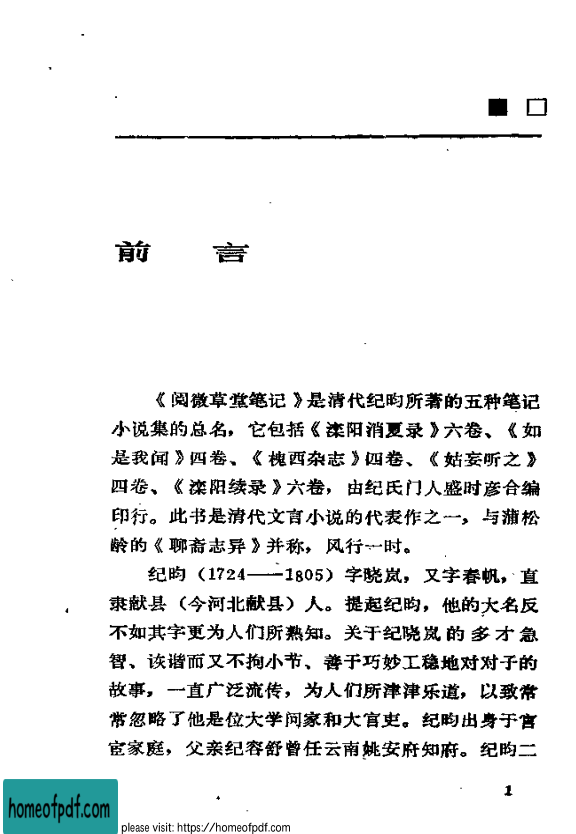 前 言
《阅微草堂笔记》是清代纪昀所著的五种笔记
小说集的总名，它包括《滦阳消夏录》六卷、《如
是我闻》四卷、《槐西杂志》四卷、《姑妄听之》
四卷、《滦阳续录》六卷，由纪氏门人盛时彦合编
印行。此书是清代文言小说的代表作之一，与蒲松
龄的《聊斋志异》并称，风行一时。
纪昀（1724——1805）字晓岚，又字春帆，直
隶献县（今河北献县）人。提起纪昀，他的大名反
不如其字更为人们所熟知。关于纪晓岚的多才急
智、诙谐而又不拘小节、善于巧妙工稳地对对子的
故事，一直广泛流传，为人们所津津乐道，以致常
常忽略了他是位大学问家和大官吏。纪昀出身于官
宦家庭，父亲纪容舒曾任云南姚安府知府。纪昀二
1
homeofpdf.com
please visit: https://homeofpdf.com